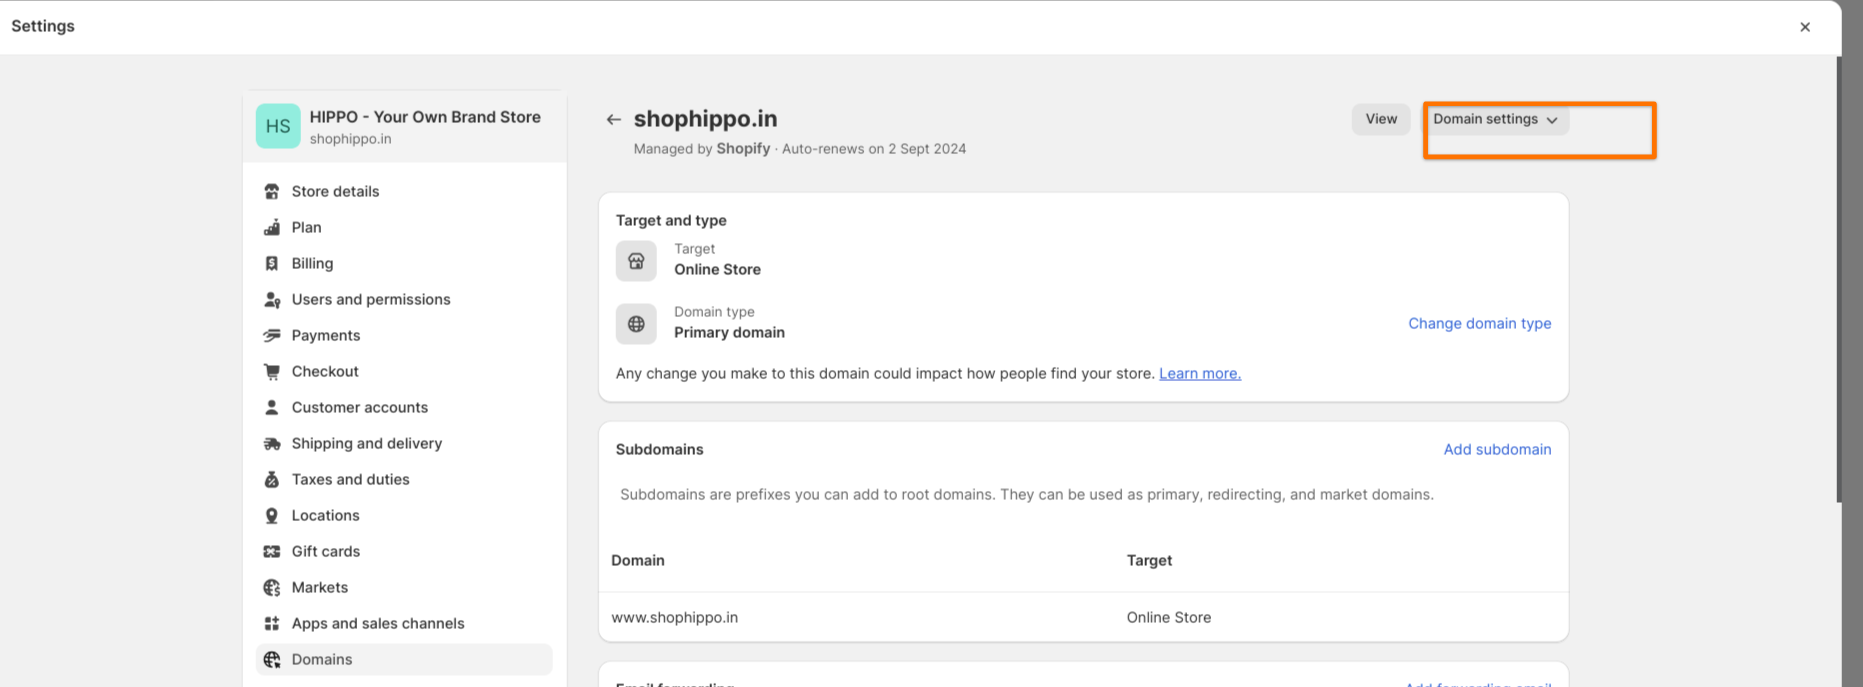 Settings
HS
HIPPO - Your Own Brand Store
shophippo.in
Store details
Plan
Billing
Users and permissions
Payments
Checkout
Customer accounts
Shipping and delivery
Taxes and duties
Locations
Gift cards
Markets
Apps and sales channels
Domains
shophippo.in
Managed by Shopify · Auto-renews on 2 Sept 2024
View
Domain settings
Target and type
Target
Online Store
Domain type
Primary domain
Change domain type
Any change you make to this domain could impact how people find your store. Learn more.
Subdomains
Add subdomain
Subdomains are prefixes you can add to root domains. They can be used as primary, redirecting, and market domains.
Domain Target
www.shophippo.in Online Store
Email forwarding
Add forwarding email